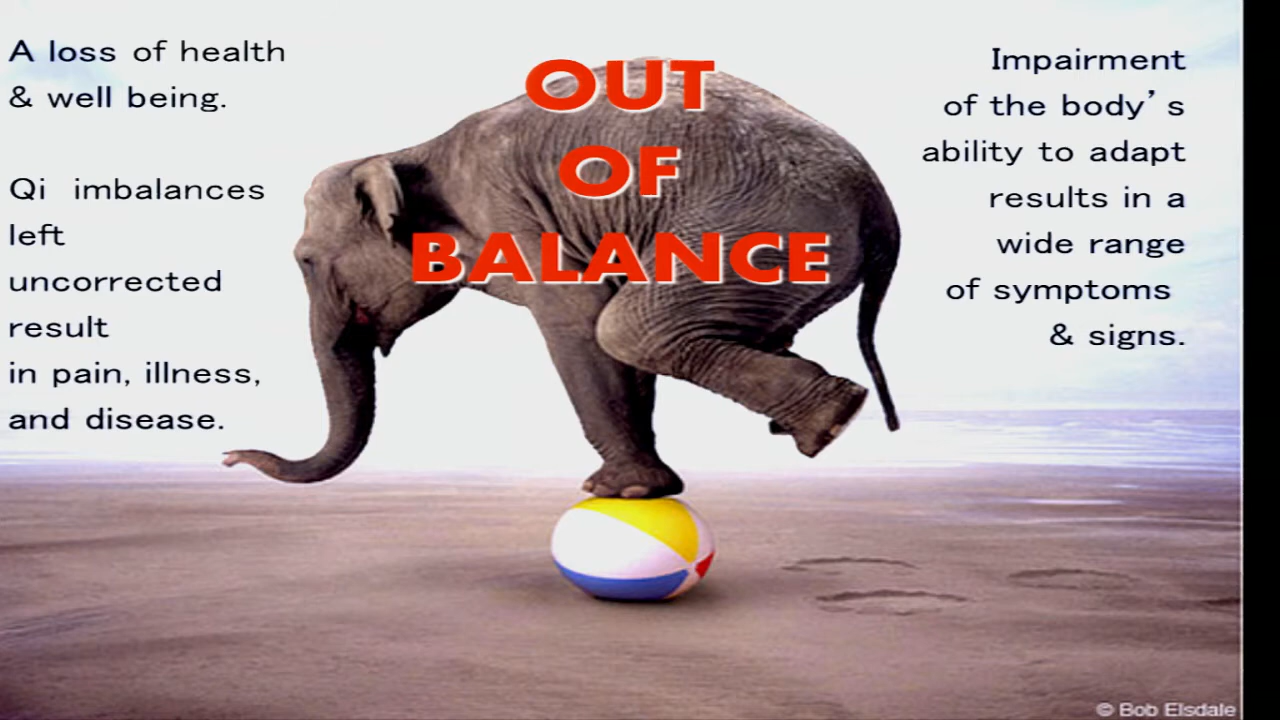 A loss of health
& well being.
Qi imbalances
left
uncorrected
result
in pain, illness,
and disease.
OUT
OF
BALANCE
Impairment
of the body's
ability to adapt
results in a
wide range
of symptoms
& signs.
© Bob Elsdale